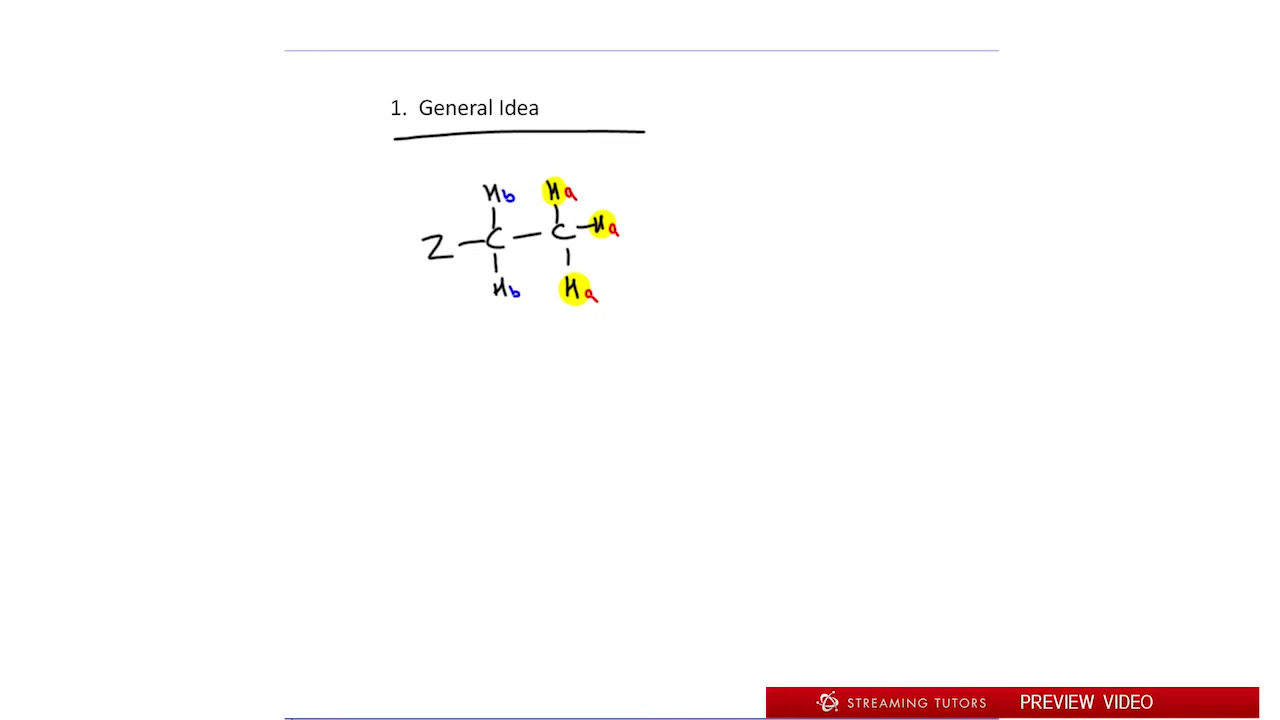 1. General Idea
Hb Ha
Z C C Ha
Hb Ha
STREAMING TUTORS PREVIEW VIDEO